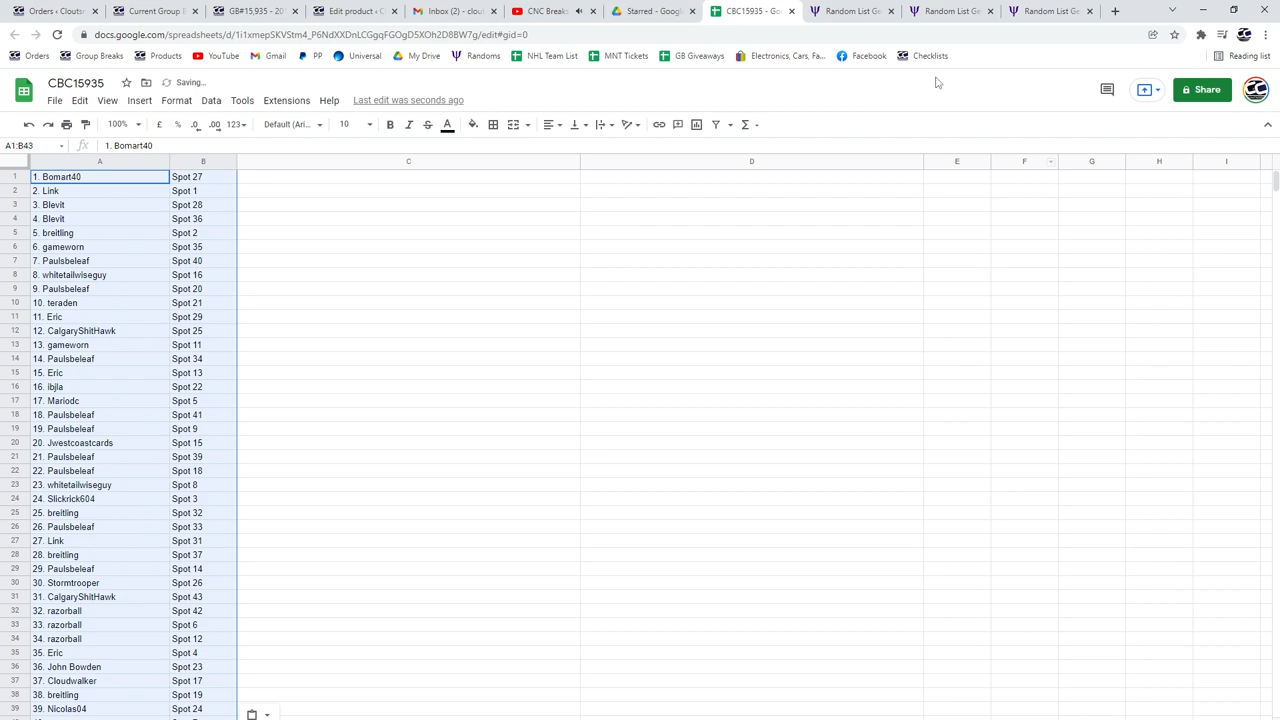 Orders • Cloutsn
Current Group B
GB#15,935 - 201
Edit product • C
Inbox (2) - clout
CNC Breaks
Starred - Google
CBC15935 - Goo
Random List Ge
Random List Ge
Random List Ge
docs.google.com/spreadsheets/d/1i1xmepSKVStm4_P6NdXXDnLCGgqFGOgD5XOh2D8BW7g/edit#gid=0
Orders
Group Breaks
Products
YouTube
Gmail
PP
Universal
My Drive
Randoms
NHL Team List
MNT Tickets
GB Giveaways
Electronics, Cars, Fa...
Facebook
Checklists
Reading list
CBC15935
Saving...
File Edit View Insert Format Data Tools Extensions Help Last edit was seconds ago
Share
100% £ % .0 .00 123 Default (Ari... 10
A1:B43 fx 1. Bomart40
A B C D E F G H I
1 1. Bomart40 Spot 27
2 2. Link Spot 1
3 3. Blevit Spot 28
4 4. Blevit Spot 36
5 5. breitling Spot 2
6 6. gameworn Spot 35
7 7. Paulsbeleaf Spot 40
8 8. whitetailwiseguy Spot 16
9 9. Paulsbeleaf Spot 20
10 10. teraden Spot 21
11 11. Eric Spot 29
12 12. CalgaryShitHawk Spot 25
13 13. gameworn Spot 11
14 14. Paulsbeleaf Spot 34
15 15. Eric Spot 13
16 16. ibjla Spot 22
17 17. Mariodc Spot 5
18 18. Paulsbeleaf Spot 41
19 19. Paulsbeleaf Spot 9
20 20. Jwestcoastcards Spot 15
21 21. Paulsbeleaf Spot 39
22 22. Paulsbeleaf Spot 18
23 23. whitetailwiseguy Spot 8
24 24. Slickrick604 Spot 3
25 25. breitling Spot 32
26 26. Paulsbeleaf Spot 33
27 27. Link Spot 31
28 28. breitling Spot 37
29 29. Paulsbeleaf Spot 14
30 30. Stormtrooper Spot 26
31 31. CalgaryShitHawk Spot 43
32 32. razorball Spot 42
33 33. razorball Spot 6
34 34. razorball Spot 12
35 35. Eric Spot 4
36 36. John Bowden Spot 23
37 37. Cloudwalker Spot 17
38 38. breitling Spot 19
39 39. Nicolas04 Spot 24